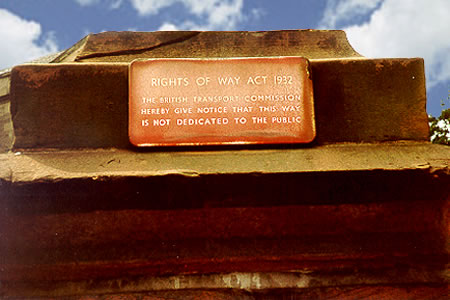 RIGHTS OF WAY ACT 1932
THE BRITISH TRANSPORT COMMISSION
HEREBY GIVE NOTICE THAT THIS WAY
IS NOT DEDICATED TO THE PUBLIC